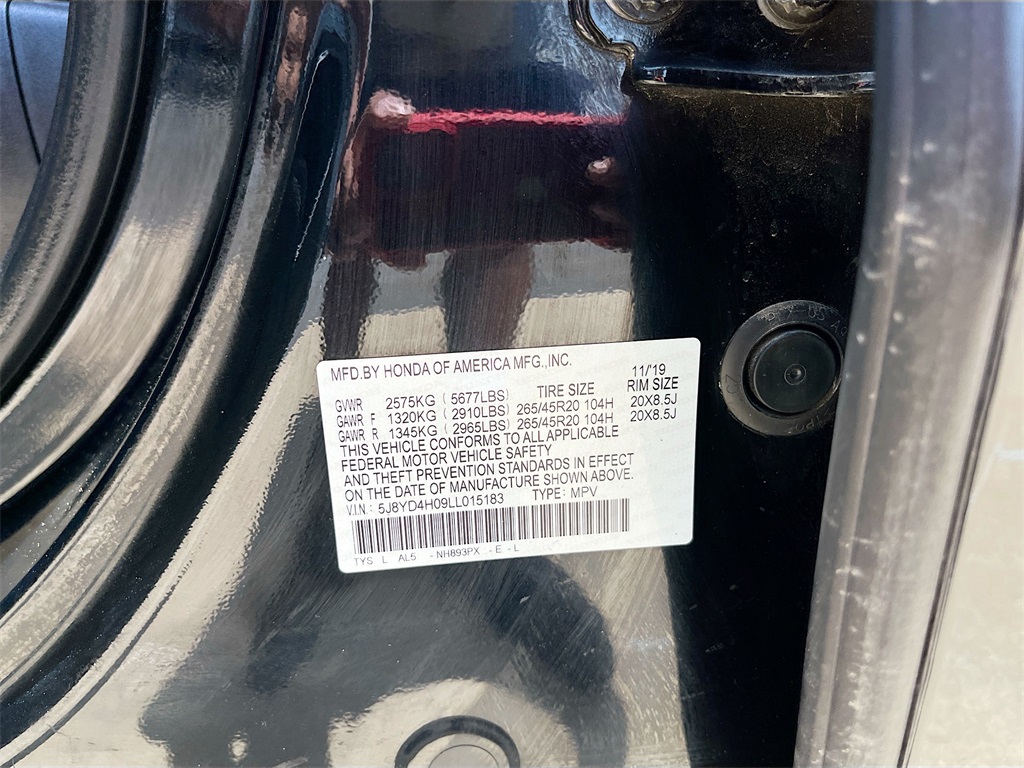 MFD.BY HONDA OF AMERICA MFG.,INC. 11/'19
GVWR 2575KG ( 5677LBS) TIRE SIZE RIM SIZE
GAWR F 1320KG ( 2910LBS) 265/45R20 104H 20X8.5J
GAWR R 1345KG ( 2965LBS) 265/45R20 104H 20X8.5J
THIS VEHICLE CONFORMS TO ALL APPLICABLE
FEDERAL MOTOR VEHICLE SAFETY
AND THEFT PREVENTION STANDARDS IN EFFECT
ON THE DATE OF MANUFACTURE SHOWN ABOVE.
V.I.N.: 5J8YD4H09LL015183 TYPE: MPV
TYS L AL5 - NH893PX - E - L